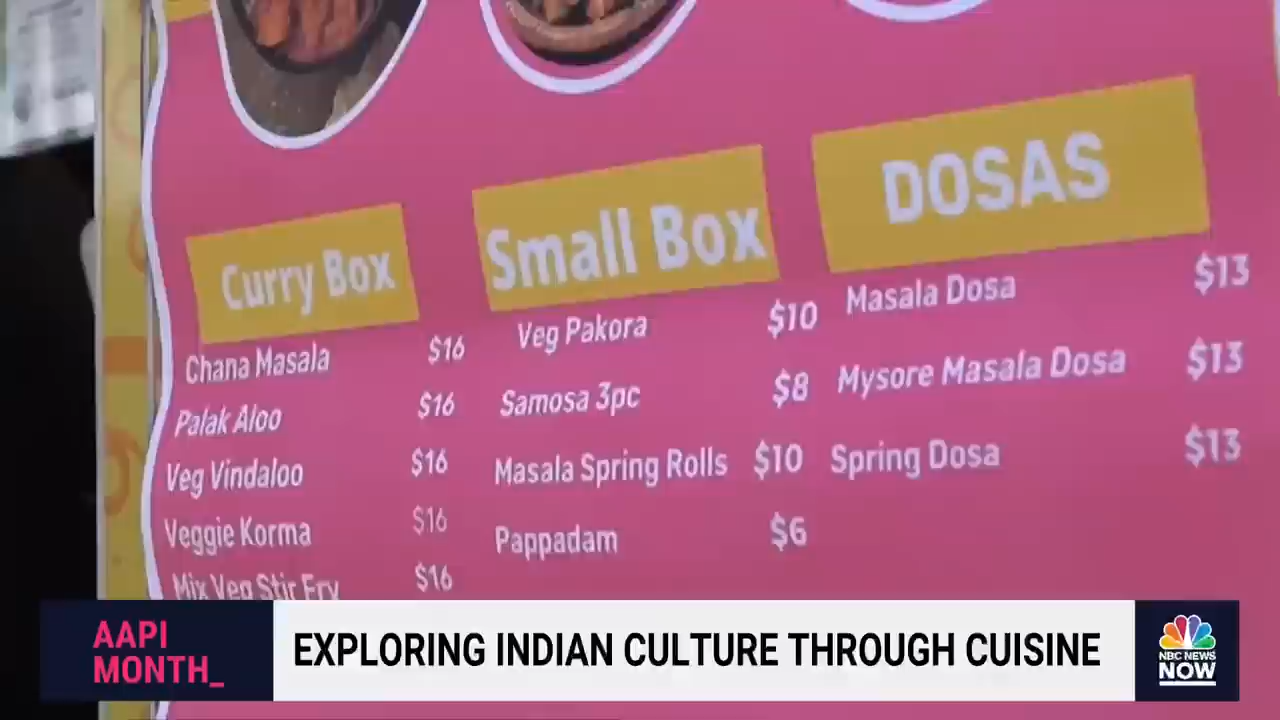 Curry Box
Chana Masala $16
Palak Aloo $16
Veg Vindaloo $16
Veggie Korma $16
Mix Veg Stir Fry $16
Small Box
Veg Pakora $10
Samosa 3pc $8
Masala Spring Rolls $10
Pappadam $6
DOSAS
Masala Dosa $13
Mysore Masala Dosa $13
Spring Dosa $13
AAPI
MONTH_
EXPLORING INDIAN CULTURE THROUGH CUISINE
NBC NEWS
NOW